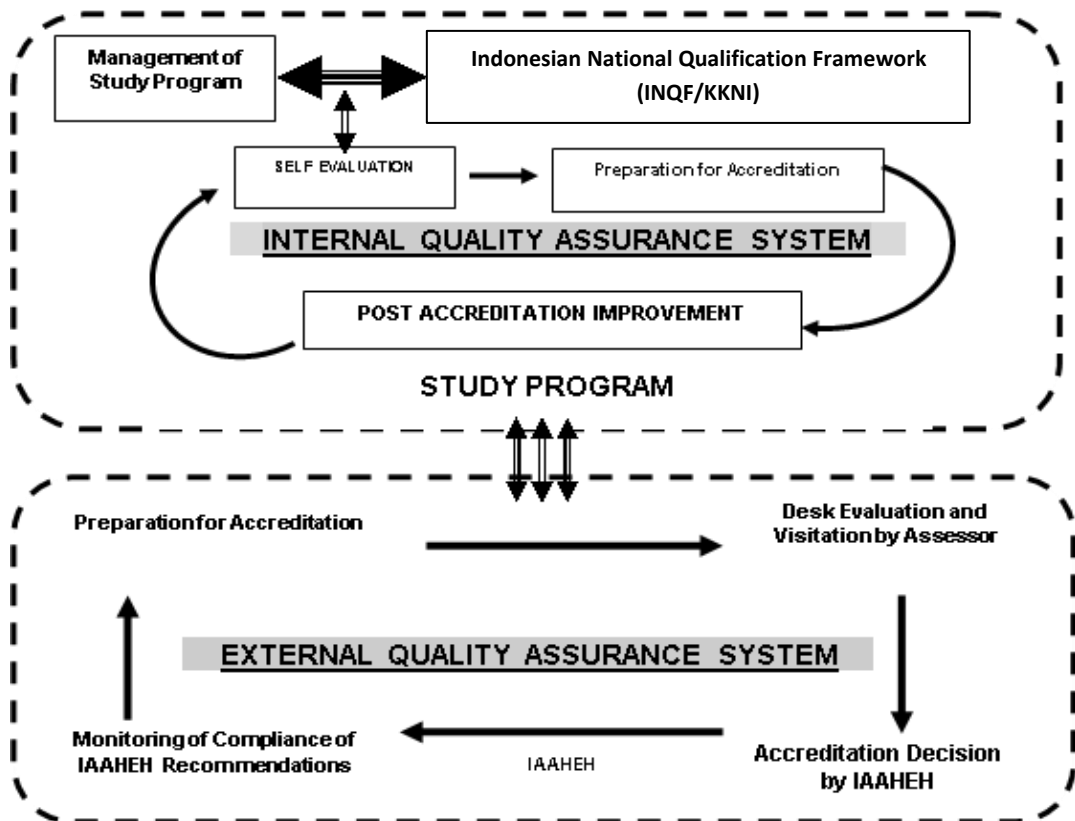 Management of
Study Program
Indonesian National Qualification Framework
(INQF/KKNI)
SELF EVALUATION
Preparation for Accreditation
INTERNAL QUALITY ASSURANCE SYSTEM
POST ACCREDITATION IMPROVEMENT
STUDY PROGRAM
Preparation for Accreditation
Desk Evaluation and
Visitation by Assessor
EXTERNAL QUALITY ASSURANCE SYSTEM
Monitoring of Compliance of
IAAHEH Recommendations
IAAHEH
Accreditation Decision
by IAAHEH